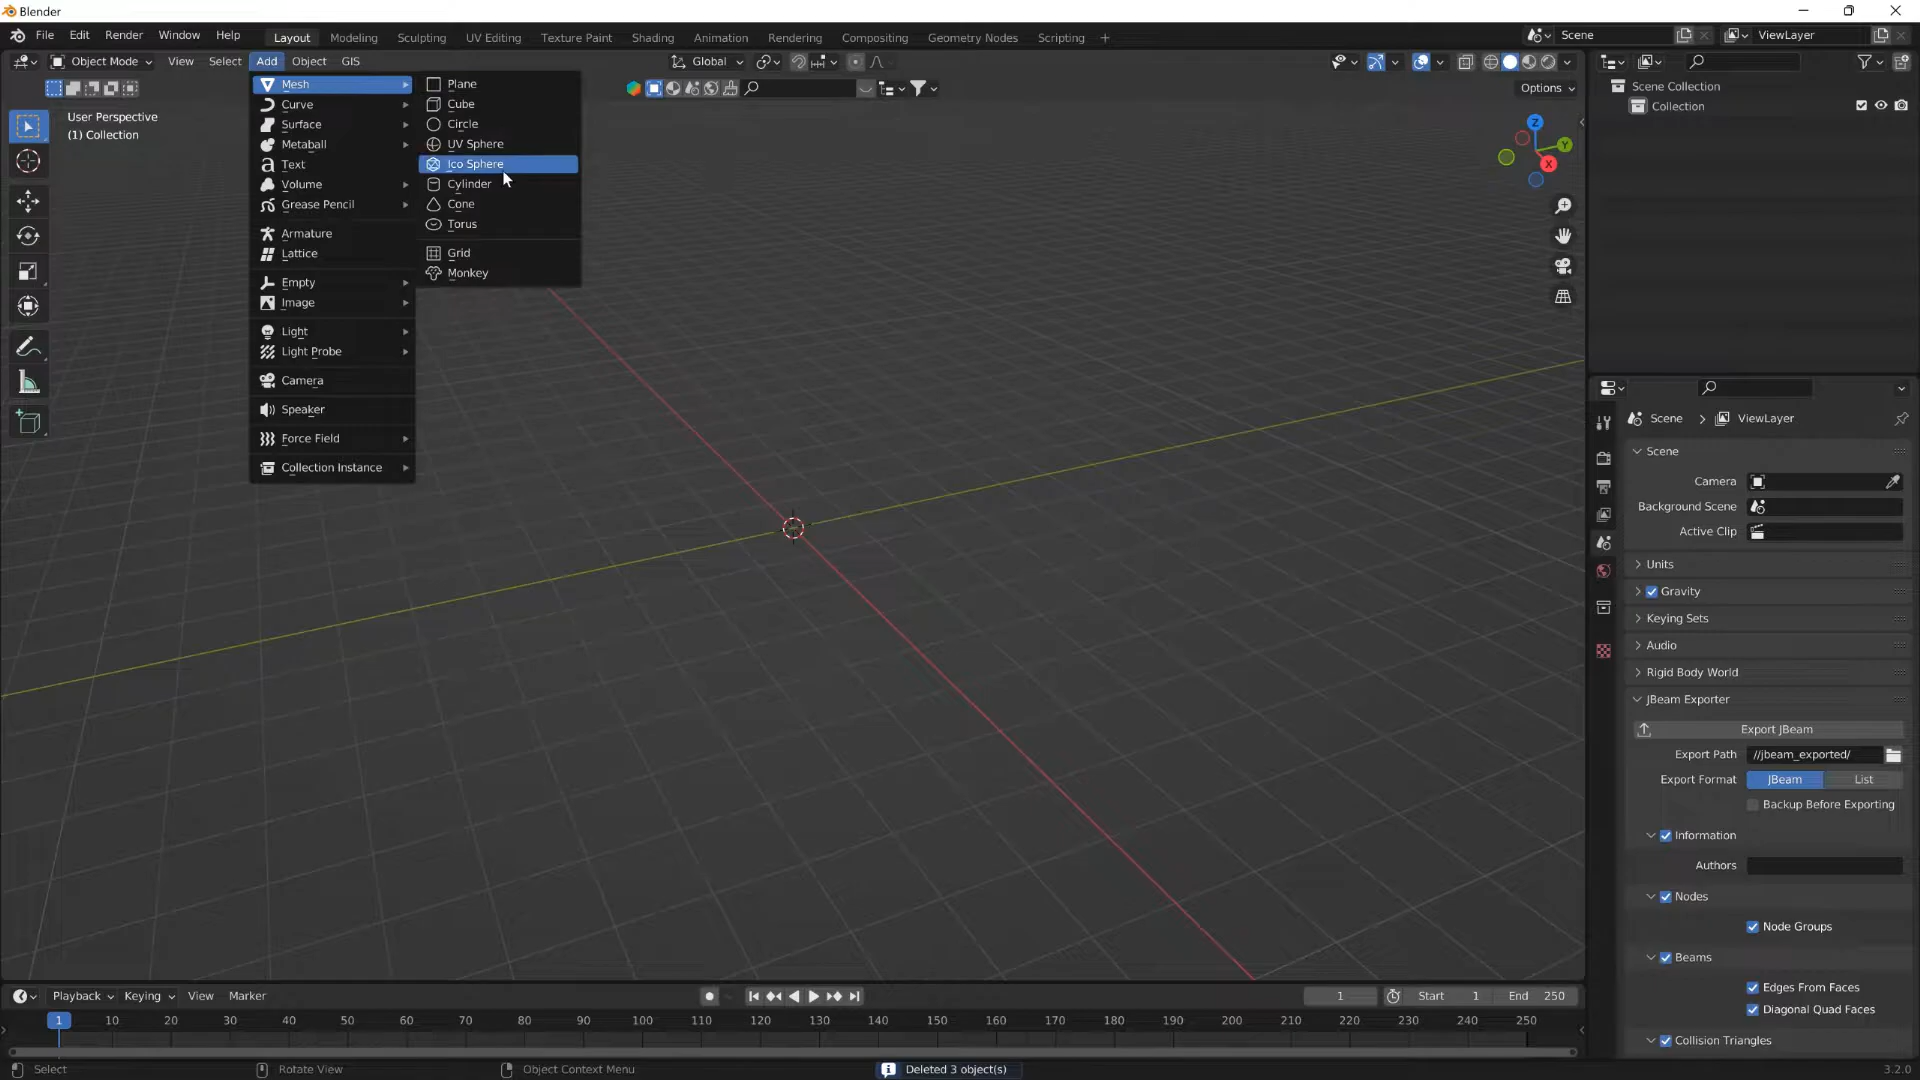 Blender
File Edit Render Window Help Layout Modeling Sculpting UV Editing Texture Paint Shading Animation Rendering Compositing Geometry Nodes Scripting + Scene ViewLayer
Object Mode View Select Add Object GIS Global
Options
User Perspective
(1) Collection
Mesh
Curve
Surface
Metaball
Text
Volume
Grease Pencil
Armature
Lattice
Empty
Image
Light
Light Probe
Camera
Speaker
Force Field
Collection Instance
Plane
Cube
Circle
UV Sphere
Ico Sphere
Cylinder
Cone
Torus
Grid
Monkey
Z
Y
X
Scene Collection
Collection
Scene > ViewLayer
Scene
Camera
Background Scene
Active Clip
Units
Gravity
Keying Sets
Audio
Rigid Body World
JBeam Exporter
Export JBeam
Export Path //jbeam_exported/
Export Format JBeam List
Backup Before Exporting
Information
Authors
Nodes
Node Groups
Beams
Edges From Faces
Diagonal Quad Faces
Collision Triangles
Playback Keying View Marker 1 Start 1 End 250
1 10 20 30 40 50 60 70 80 90 100 110 120 130 140 150 160 170 180 190 200 210 220 230 240 250
Select Rotate View Object Context Menu Deleted 3 object(s) 3.2.0